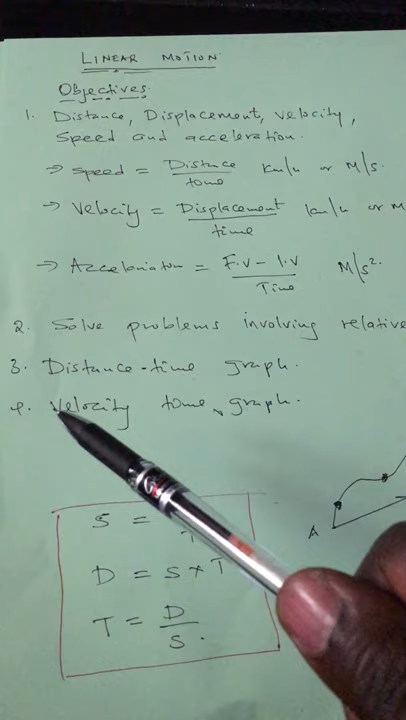 LINEAR MOTION
Objectives.
1. Distance, Displacement, velocity,
Speed and acceleration.
→ Speed = Distance / time km/h or M/s.
→ Velocity = Displacement / time km/h or M
→ Acceleration = F.V - I.V / Time M/s².
2. Solve problems involving relative
3. Distance-time graph.
4. Velocity time graph.
S =
T
D = S x T
T = D / S.
A